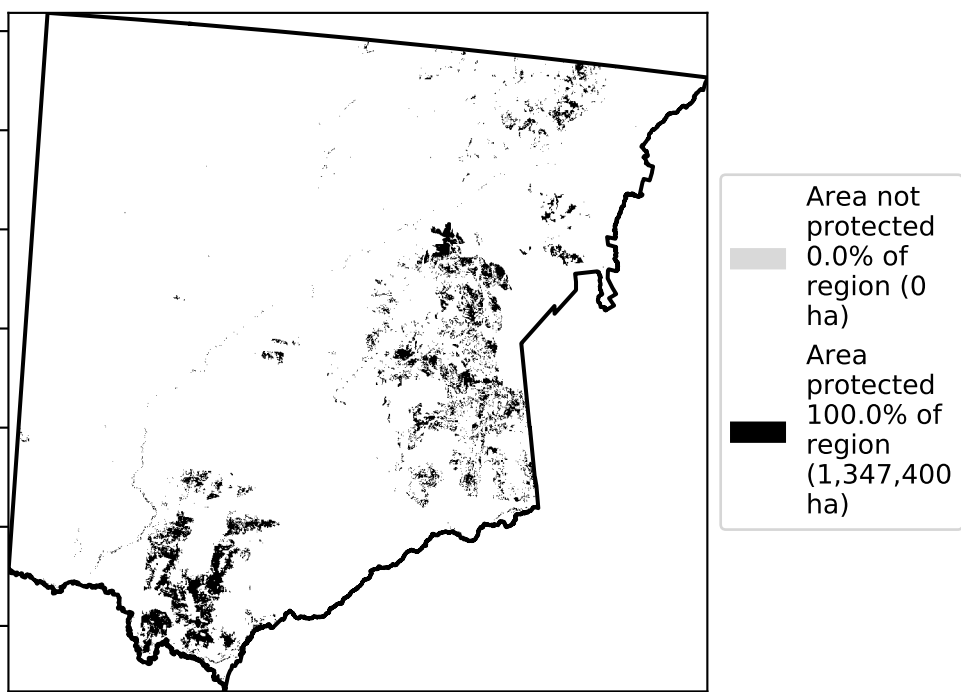 Area not
protected
0.0% of
region (0
ha)
Area
protected
100.0% of
region
(1,347,400
ha)